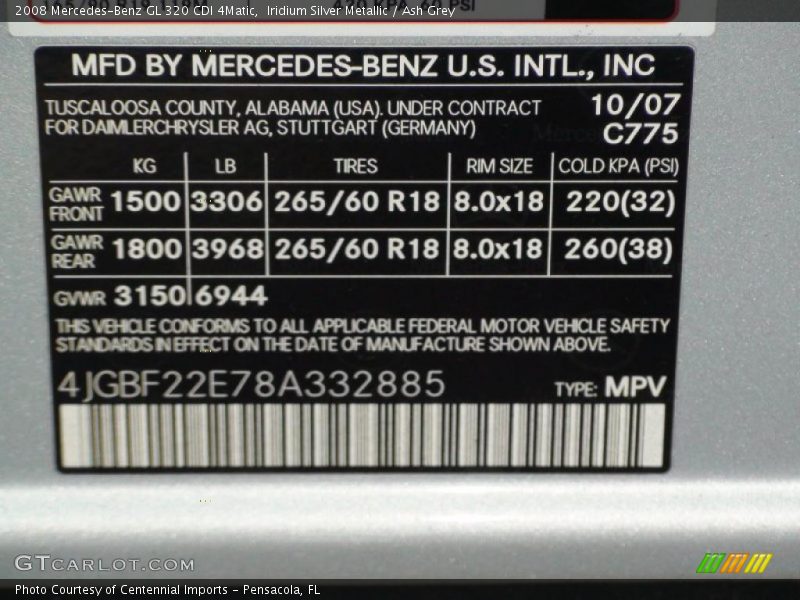 2008 Mercedes-Benz GL 320 CDI 4Matic, Iridium Silver Metallic / Ash Grey
MFD BY MERCEDES-BENZ U.S. INTL., INC
TUSCALOOSA COUNTY, ALABAMA (USA). UNDER CONTRACT 10/07
FOR DAIMLERCHRYSLER AG, STUTTGART (GERMANY) C775
KG LB TIRES RIM SIZE COLD KPA (PSI)
GAWR FRONT 1500 3306 265/60 R18 8.0x18 220(32)
GAWR REAR 1800 3968 265/60 R18 8.0x18 260(38)
GVWR 3150 6944
THIS VEHICLE CONFORMS TO ALL APPLICABLE FEDERAL MOTOR VEHICLE SAFETY
STANDARDS IN EFFECT ON THE DATE OF MANUFACTURE SHOWN ABOVE.
4JGBF22E78A332885 TYPE: MPV
GTCARLOT.COM
Photo Courtesy of Centennial Imports - Pensacola, FL